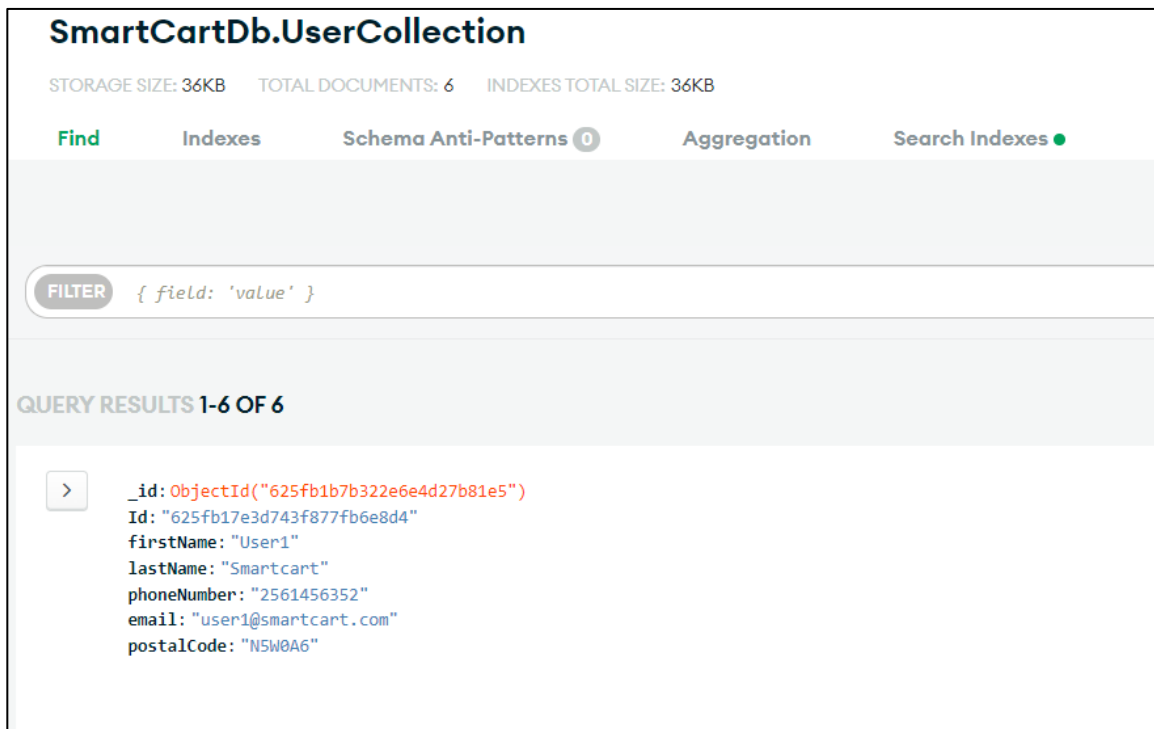 SmartCartDb.UserCollection
STORAGE SIZE: 36KB TOTAL DOCUMENTS: 6 INDEXES TOTAL SIZE: 36KB
Find Indexes Schema Anti-Patterns 0 Aggregation Search Indexes
FILTER { field: 'value' }
QUERY RESULTS 1-6 OF 6
_id: ObjectId("625fb1b7b322e6e4d27b81e5")
Id: "625fb17e3d743f877fb6e8d4"
firstName: "User1"
lastName: "Smartcart"
phoneNumber: "2561456352"
email: "user1@smartcart.com"
postalCode: "N5W0A6"